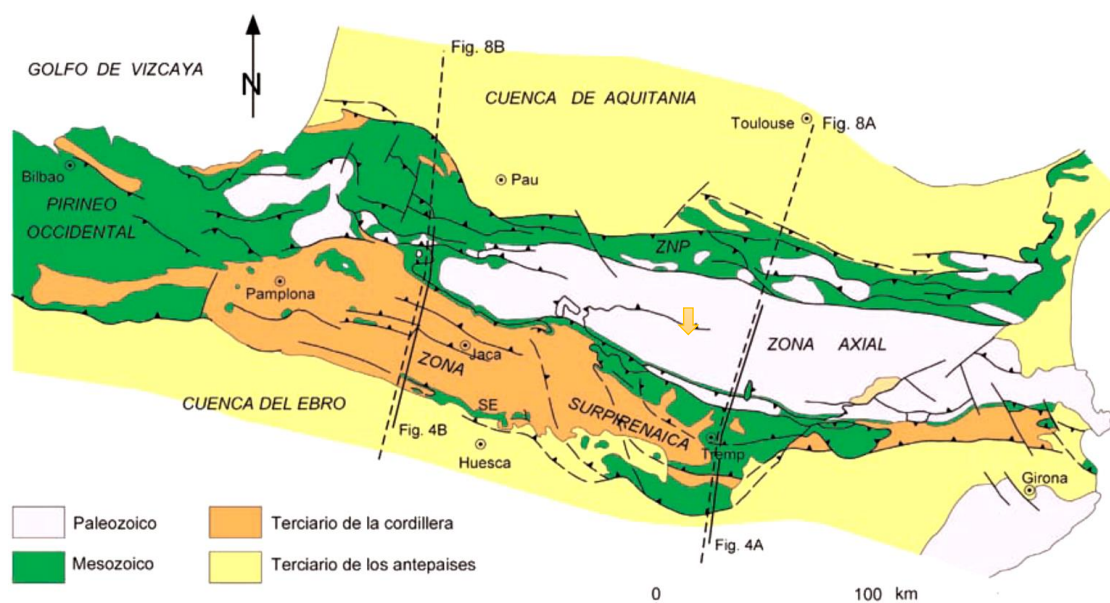 Fig. 8B
GOLFO DE VIZCAYA
N
CUENCA DE AQUITANIA
Toulouse
Fig. 8A
Bilbao
Pau
PIRINEO
OCCIDENTAL
ZNP
Pamplona
Jaca
ZONA
ZONA AXIAL
CUENCA DEL EBRO
SE
SURPIRENAICA
Fig. 4B
Tremp
Huesca
Girona
Paleozoico
Terciario de la cordillera
Mesozoico
Terciario de los antepaises
Fig. 4A
0
100 km